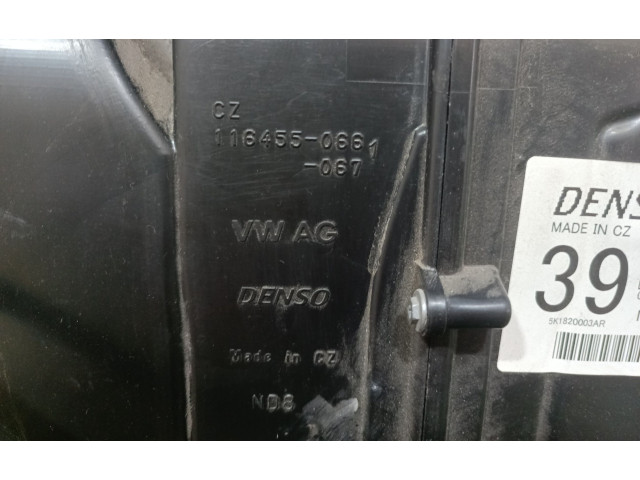 CZ
116455-0661
-067
VW AG
DENSO
Made in CZ
ND8
DENS
MADE IN CZ
39
5K1820003AR